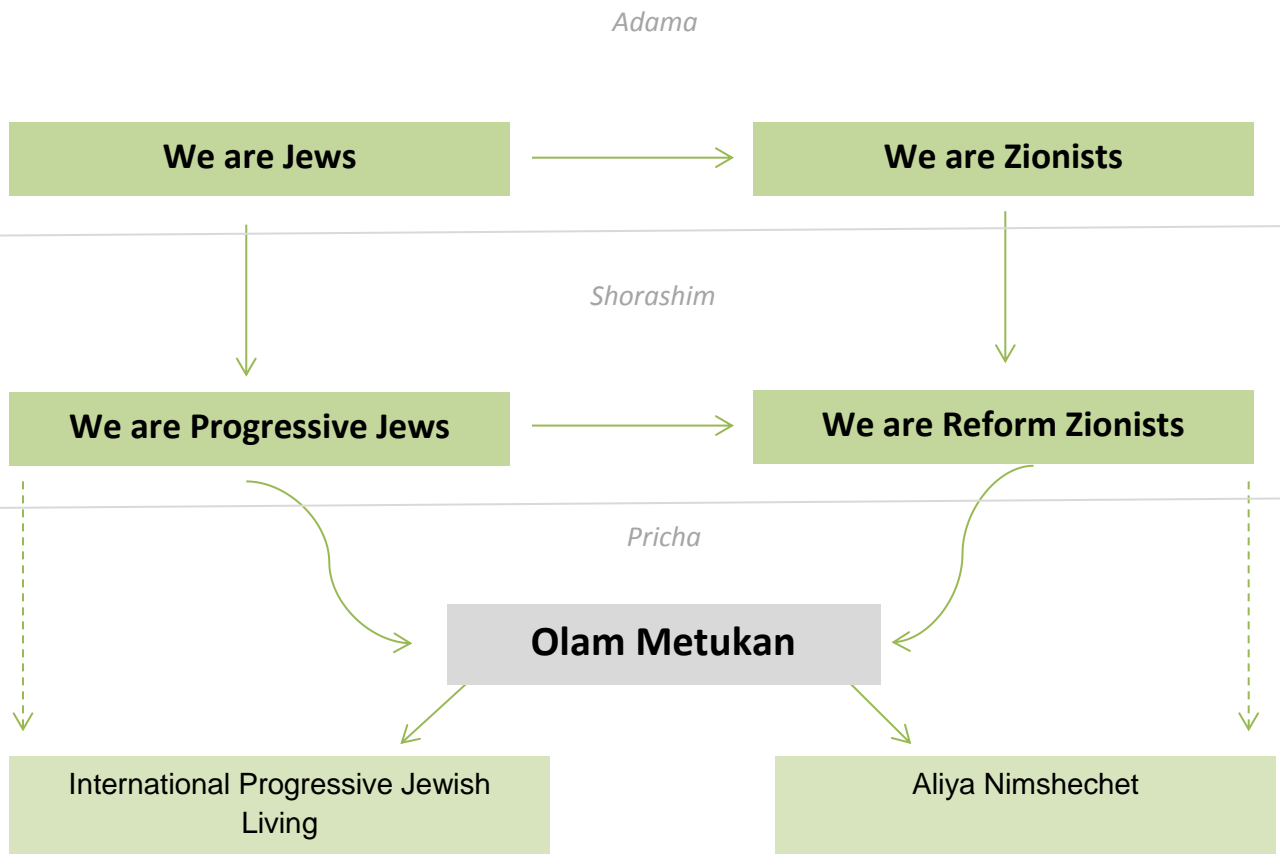 Adama
We are Jews
We are Zionists
Shorashim
We are Progressive Jews
We are Reform Zionists
Pricha
Olam Metukan
International Progressive Jewish
Living
Aliya Nimshechet